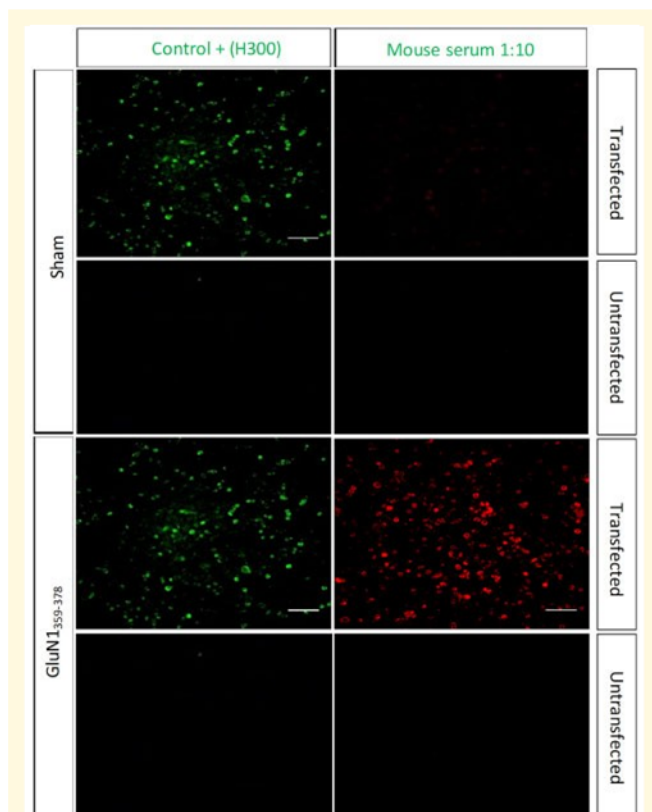 Control + (H300)
Mouse serum 1:10
Sham
Transfected
Untransfected
GluN1359-378
Transfected
Untransfected